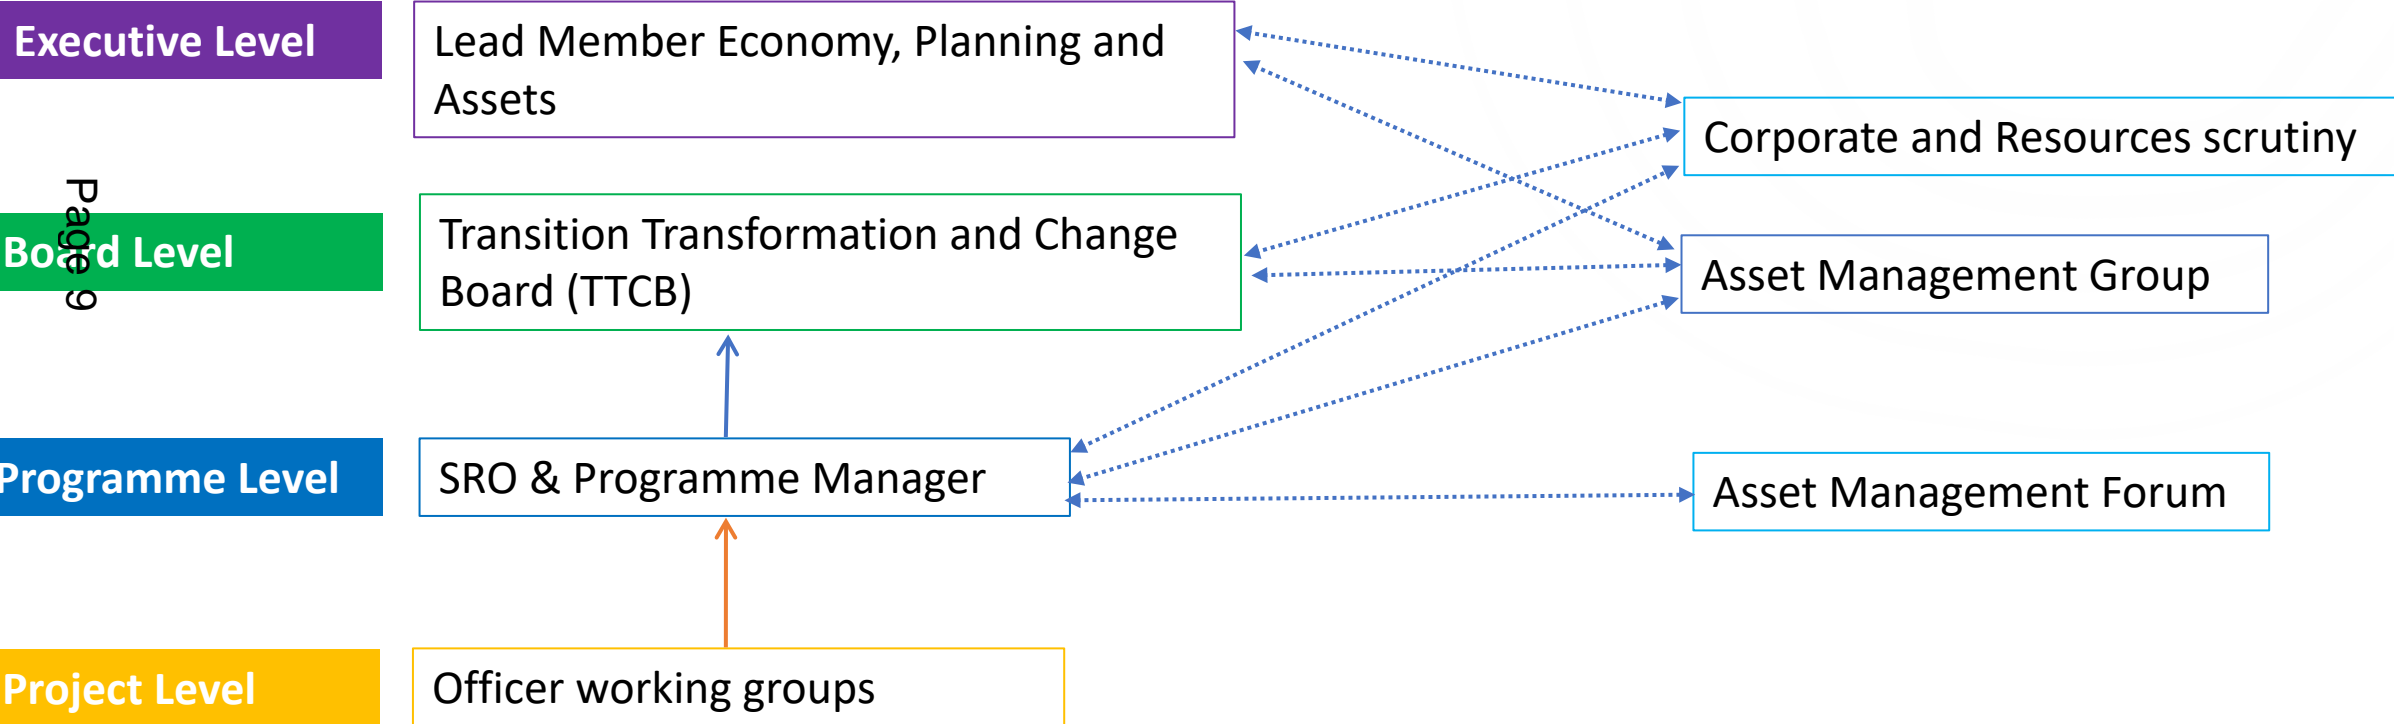 Executive Level
Lead Member Economy, Planning and
Assets
Corporate and Resources scrutiny
Page 9
Board Level
Transition Transformation and Change
Board (TTCB)
Asset Management Group
Programme Level
SRO & Programme Manager
Asset Management Forum
Project Level
Officer working groups